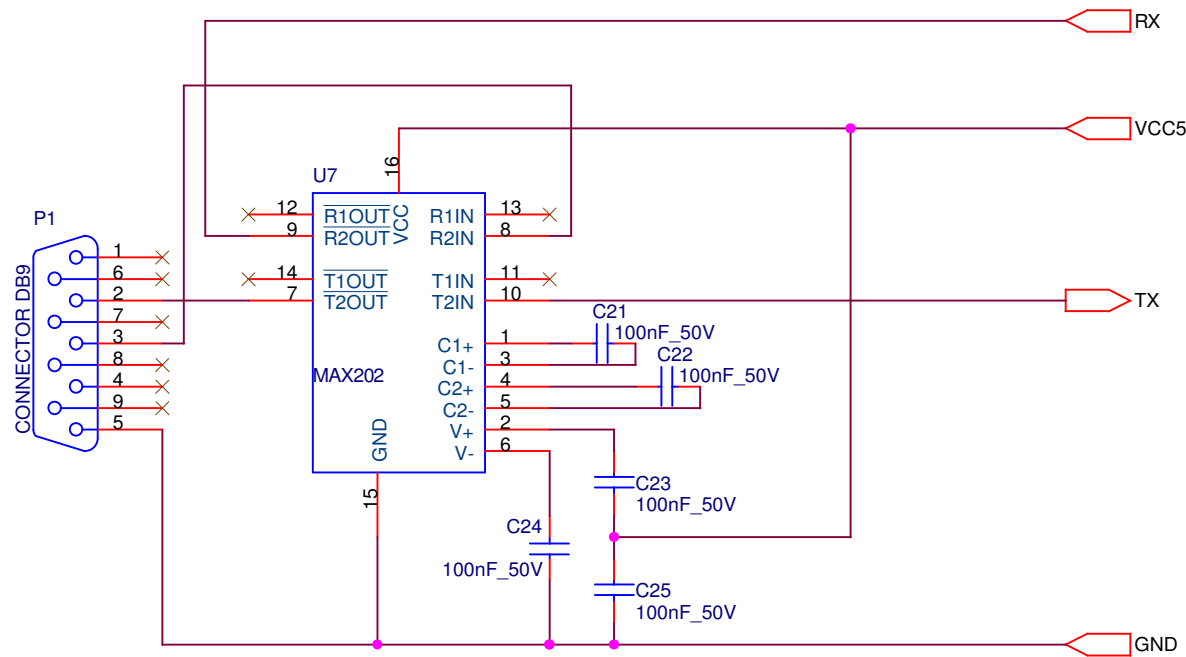 RX
VCC5
U7
16
P1
12
R1OUT
VCC
R1IN
13
9
R2OUT
R2IN
8
CONNECTOR DB9
1
6
2
7
3
8
4
9
5
14
T1OUT
T1IN
11
7
T2OUT
T2IN
10
TX
C21
100nF_50V
C1+
1
C1-
3
C22
100nF_50V
MAX202
C2+
4
C2-
5
V+
2
V-
6
GND
15
C23
100nF_50V
C24
100nF_50V
C25
100nF_50V
GND